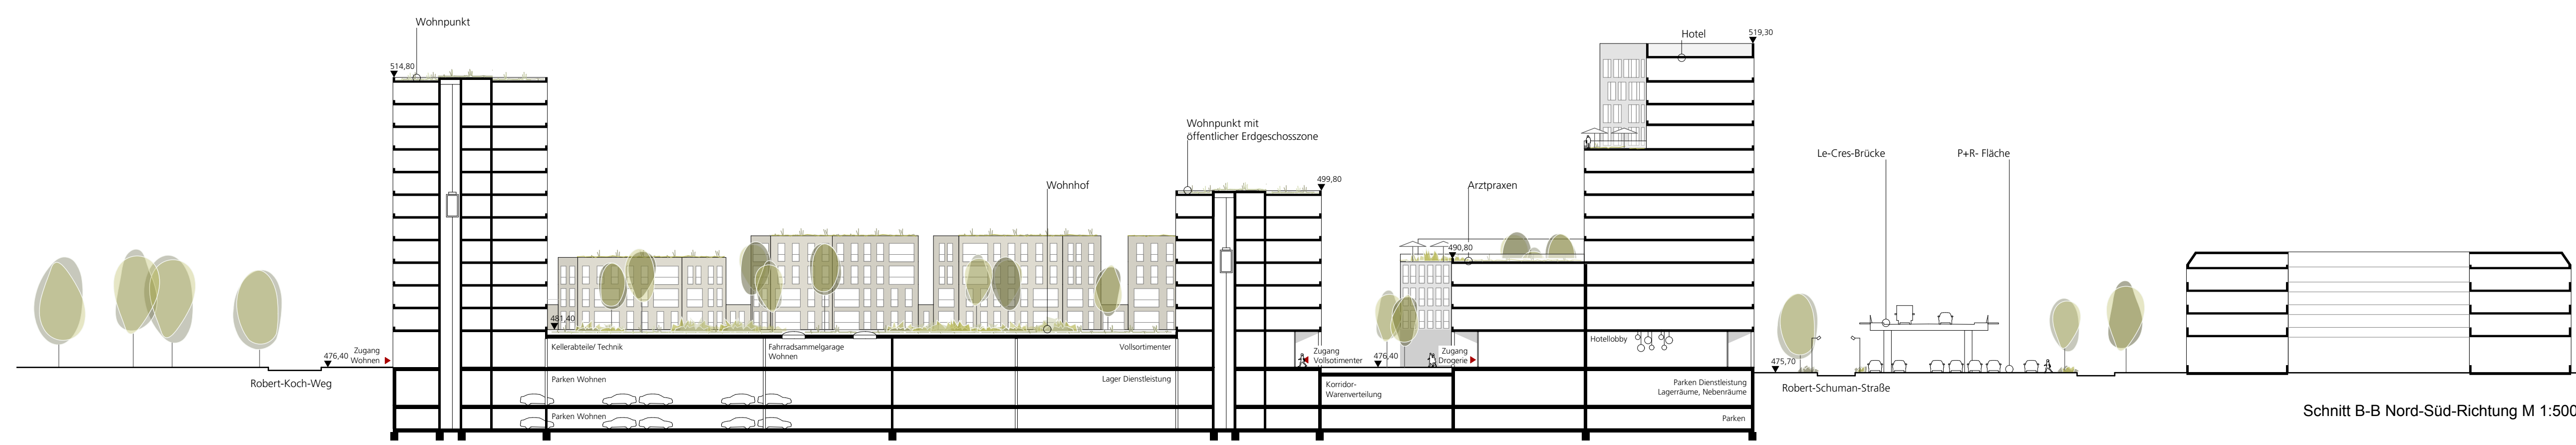 Wohnpunkt
514,80
Zugang
Wohnen
476,40
Robert-Koch-Weg
481,40
Kellerabteile/ Technik
Fahrradsammelgarage
Wohnen
Vollsortimenter
Parken Wohnen
Lager Dienstleistung
Parken Wohnen
Wohnhof
Wohnpunkt mit
öffentlicher Erdgeschosszone
499,80
Zugang
Vollsortimenter
476,40
Zugang
Drogerie
Korridor-
Warenverteilung
Arztpraxen
490,80
Hotel
519,30
Hotellobby
Parken Dienstleistung
Lagerräume, Nebenräume
Parken
475,70
Robert-Schuman-Straße
Le-Cres-Brücke
P+R- Fläche
Schnitt B-B Nord-Süd-Richtung M 1:500